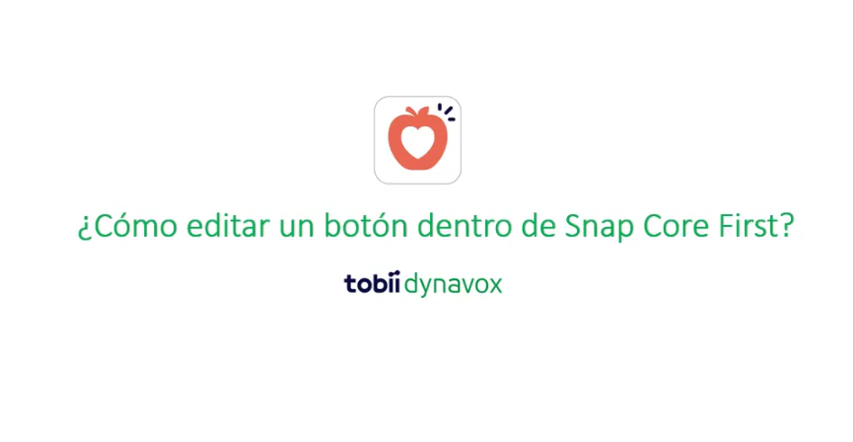 ¿Cómo editar un botón dentro de Snap Core First?
tobii dynavox